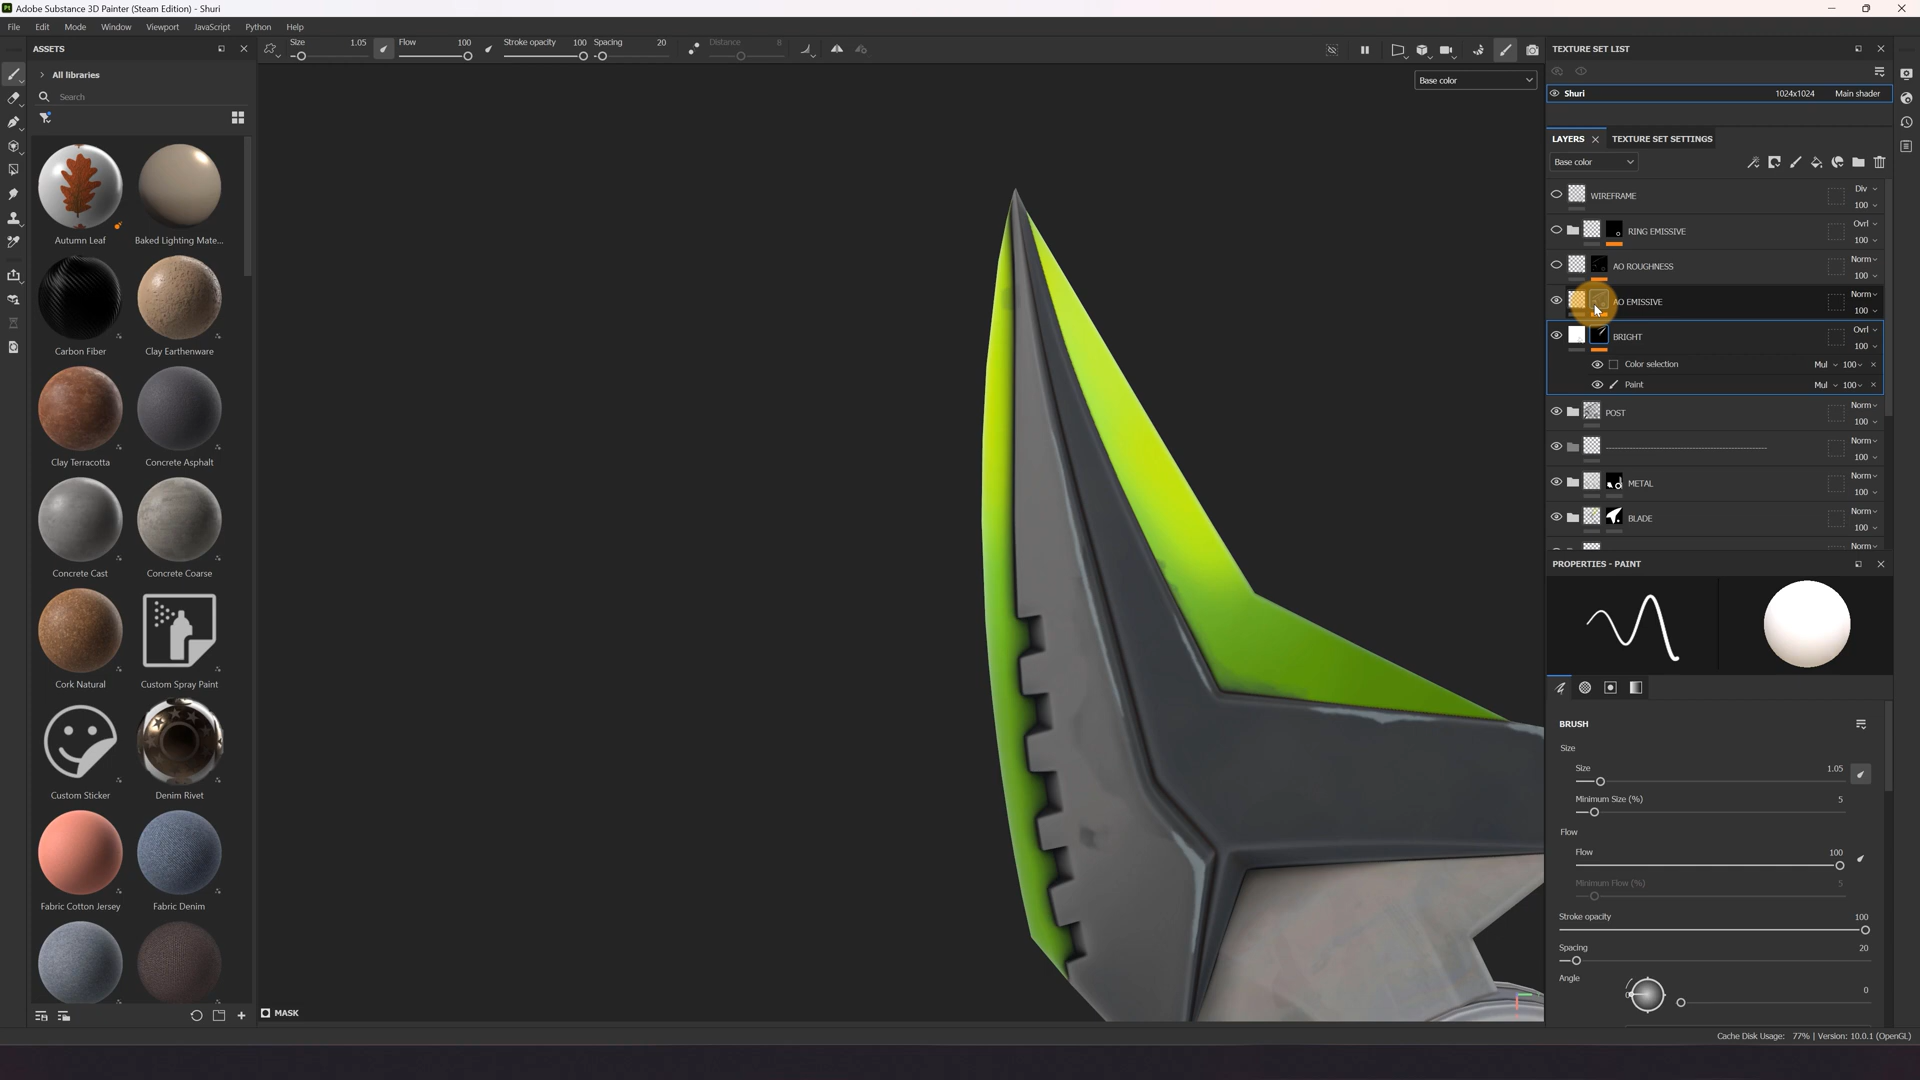 Adobe Substance 3D Painter (Steam Edition) - Shuri
File Edit Mode Window Viewport JavaScript Python Help
ASSETS
All libraries
Search
Autumn Leaf
Baked Lighting Mate...
Carbon Fiber
Clay Earthenware
Clay Terracotta
Concrete Asphalt
Concrete Cast
Concrete Coarse
Cork Natural
Custom Spray Paint
Custom Sticker
Denim Rivet
Fabric Cotton Jersey
Fabric Denim
Size 1.05
Flow 100
Stroke opacity 100
Spacing 20
Distance 8
Base color
MASK
TEXTURE SET LIST
Shuri 1024x1024 Main shader
LAYERS TEXTURE SET SETTINGS
Base color
WIREFRAME Div 100
RING EMISSIVE Ovrl 100
AO ROUGHNESS Norm 100
AO EMISSIVE Norm 100
BRIGHT Ovrl 100
Color selection Mul 100
Paint Mul 100
POST Norm 100
Norm 100
METAL Norm 100
BLADE Norm 100
Norm
PROPERTIES - PAINT
BRUSH
Size
Size 1.05
Minimum Size (%) 5
Flow
Flow 100
Minimum Flow (%) 5
Stroke opacity 100
Spacing 20
Angle
0
Cache Disk Usage: 77% | Version: 10.0.1 (OpenGL)